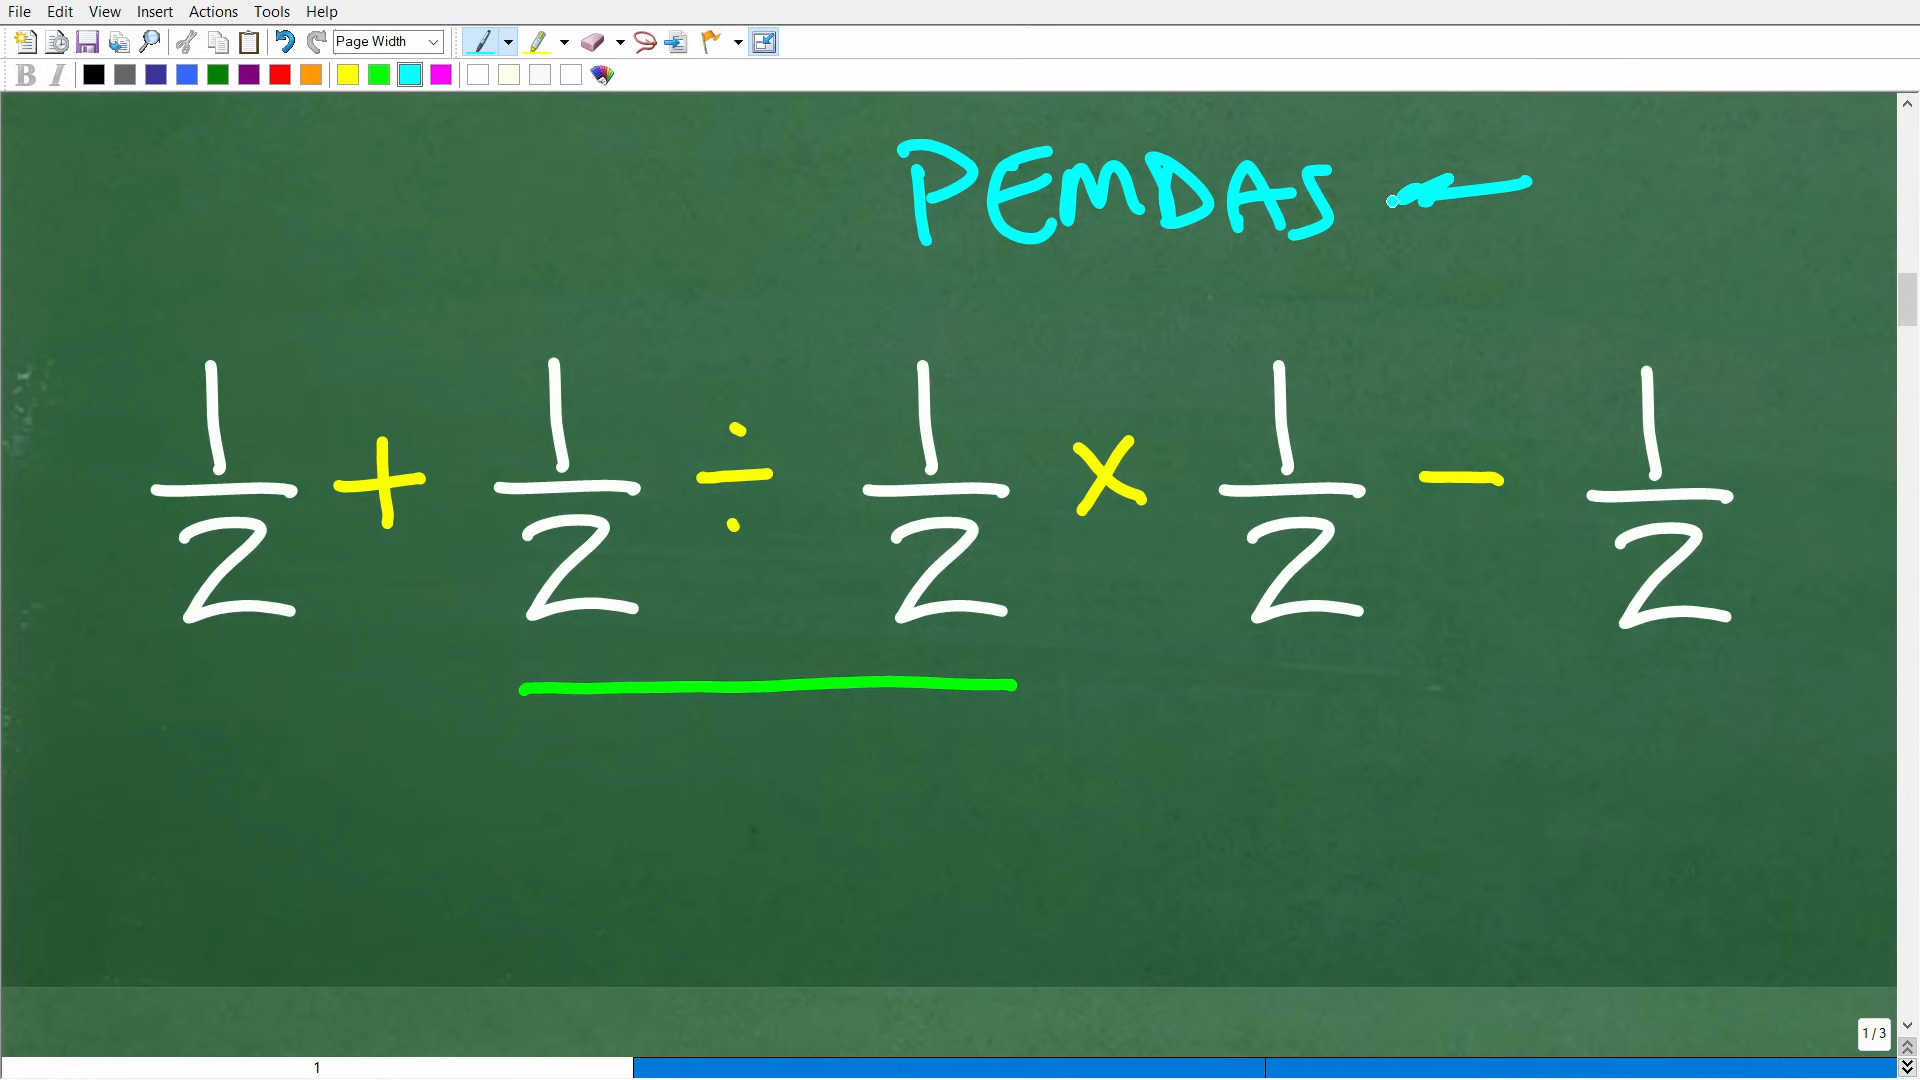 File Edit View Insert Actions Tools Help
Page Width
B I
PEMDAS
1/2 + 1/2 ÷ 1/2 × 1/2 − 1/2
1 / 3
1